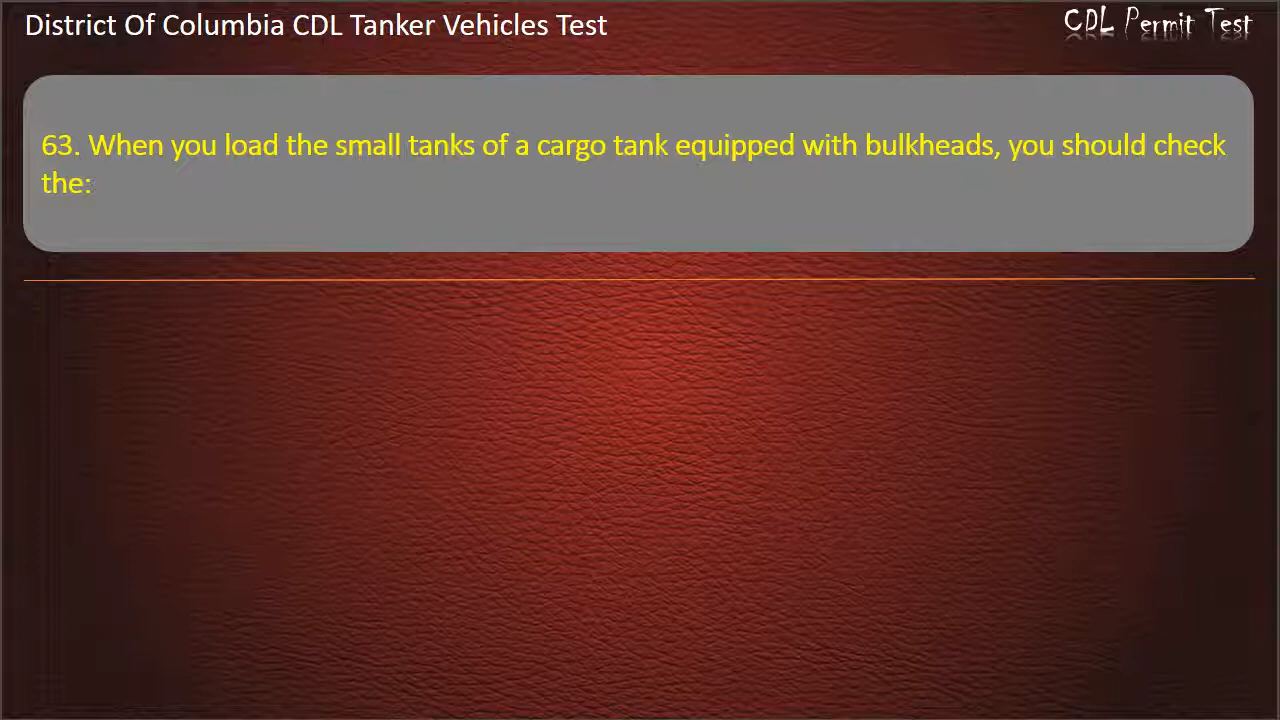 District Of Columbia CDL Tanker Vehicles Test
CDL Permit Test
63. When you load the small tanks of a cargo tank equipped with bulkheads, you should check
the: